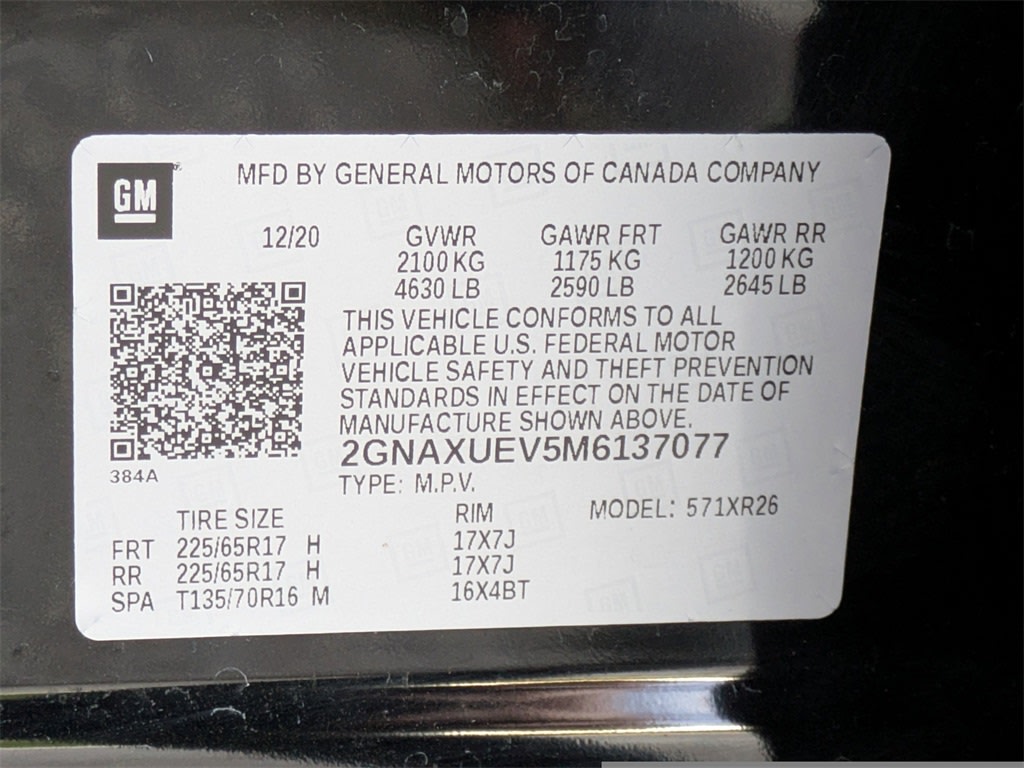 GM
MFD BY GENERAL MOTORS OF CANADA COMPANY
12/20 GVWR GAWR FRT GAWR RR
2100 KG 1175 KG 1200 KG
4630 LB 2590 LB 2645 LB
THIS VEHICLE CONFORMS TO ALL
APPLICABLE U.S. FEDERAL MOTOR
VEHICLE SAFETY AND THEFT PREVENTION
STANDARDS IN EFFECT ON THE DATE OF
MANUFACTURE SHOWN ABOVE.
2GNAXUEV5M6137077
384A
TYPE: M.P.V.
TIRE SIZE RIM MODEL: 571XR26
FRT 225/65R17 H 17X7J
RR 225/65R17 H 17X7J
SPA T135/70R16 M 16X4BT